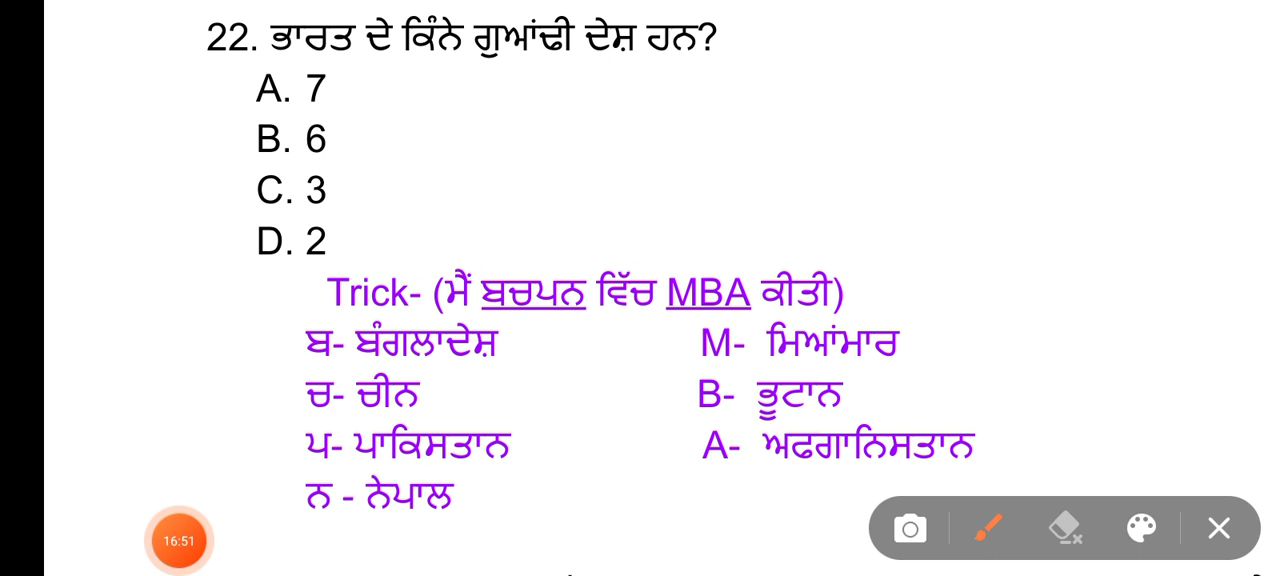 22. ਭਾਰਤ ਦੇ ਕਿੰਨੇ ਗੁਆਂਢੀ ਦੇਸ਼ ਹਨ?
A. 7
B. 6
C. 3
D. 2
Trick- (ਮੈਂ ਬਚਪਨ ਵਿੱਚ MBA ਕੀਤੀ)
ਬ- ਬੰਗਲਾਦੇਸ਼ M- ਮਿਆਂਮਾਰ
ਚ- ਚੀਨ B- ਭੂਟਾਨ
ਪ- ਪਾਕਿਸਤਾਨ A- ਅਫਗਾਨਿਸਤਾਨ
ਨ - ਨੇਪਾਲ
16:51